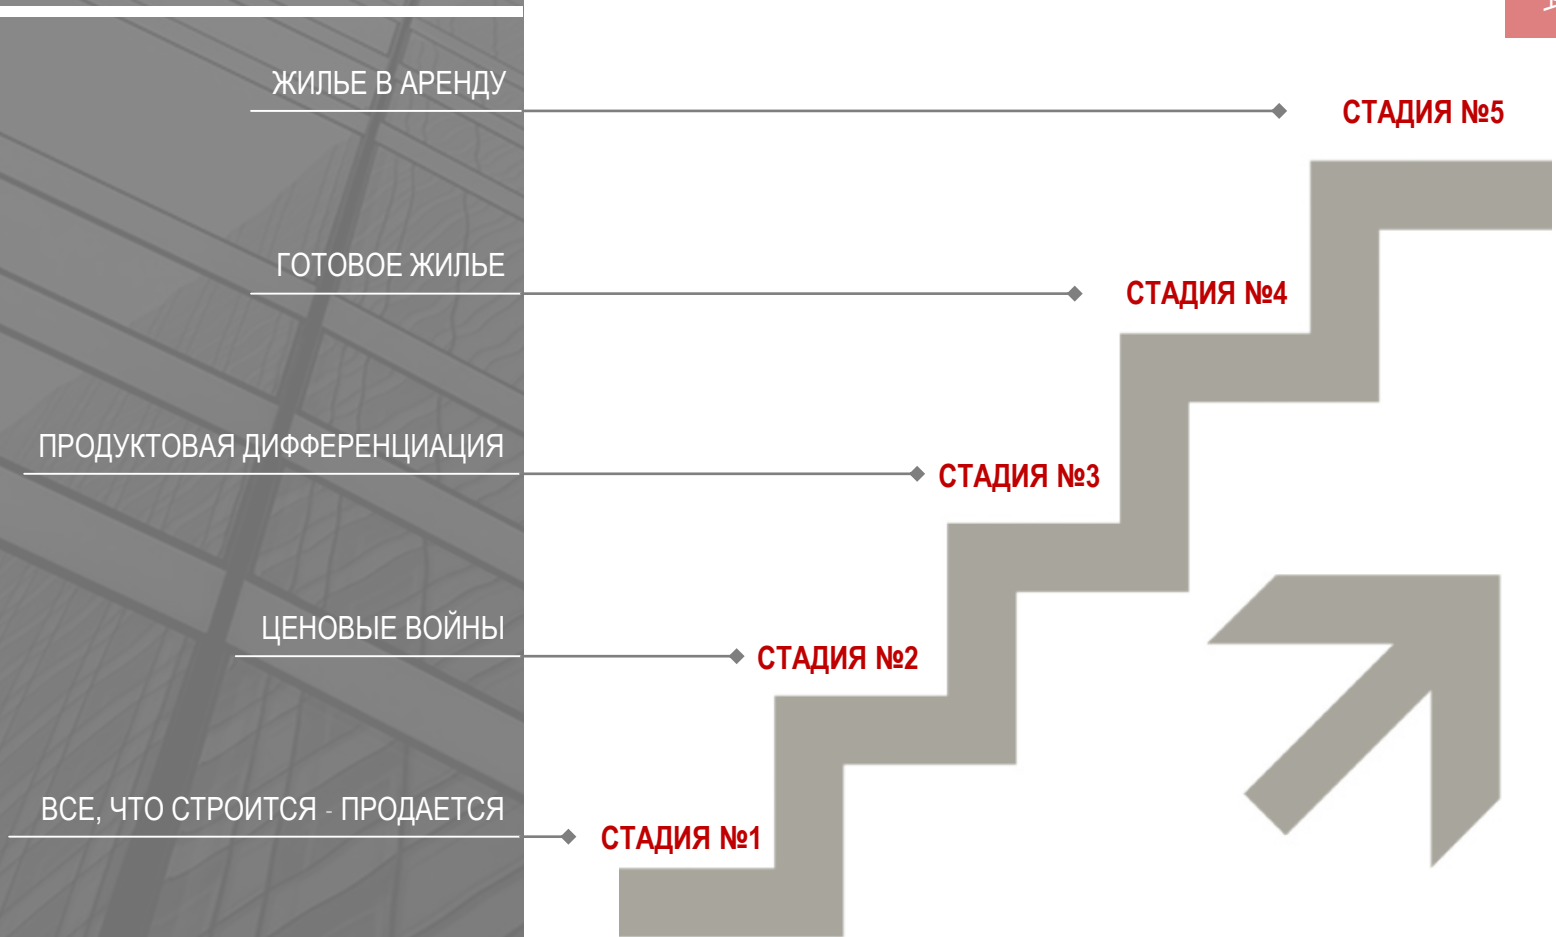 ЖИЛЬЕ В АРЕНДУ
СТАДИЯ №5
ГОТОВОЕ ЖИЛЬЕ
СТАДИЯ №4
ПРОДУКТОВАЯ ДИФФЕРЕНЦИАЦИЯ
СТАДИЯ №3
ЦЕНОВЫЕ ВОЙНЫ
СТАДИЯ №2
ВСЕ, ЧТО СТРОИТСЯ - ПРОДАЕТСЯ
СТАДИЯ №1